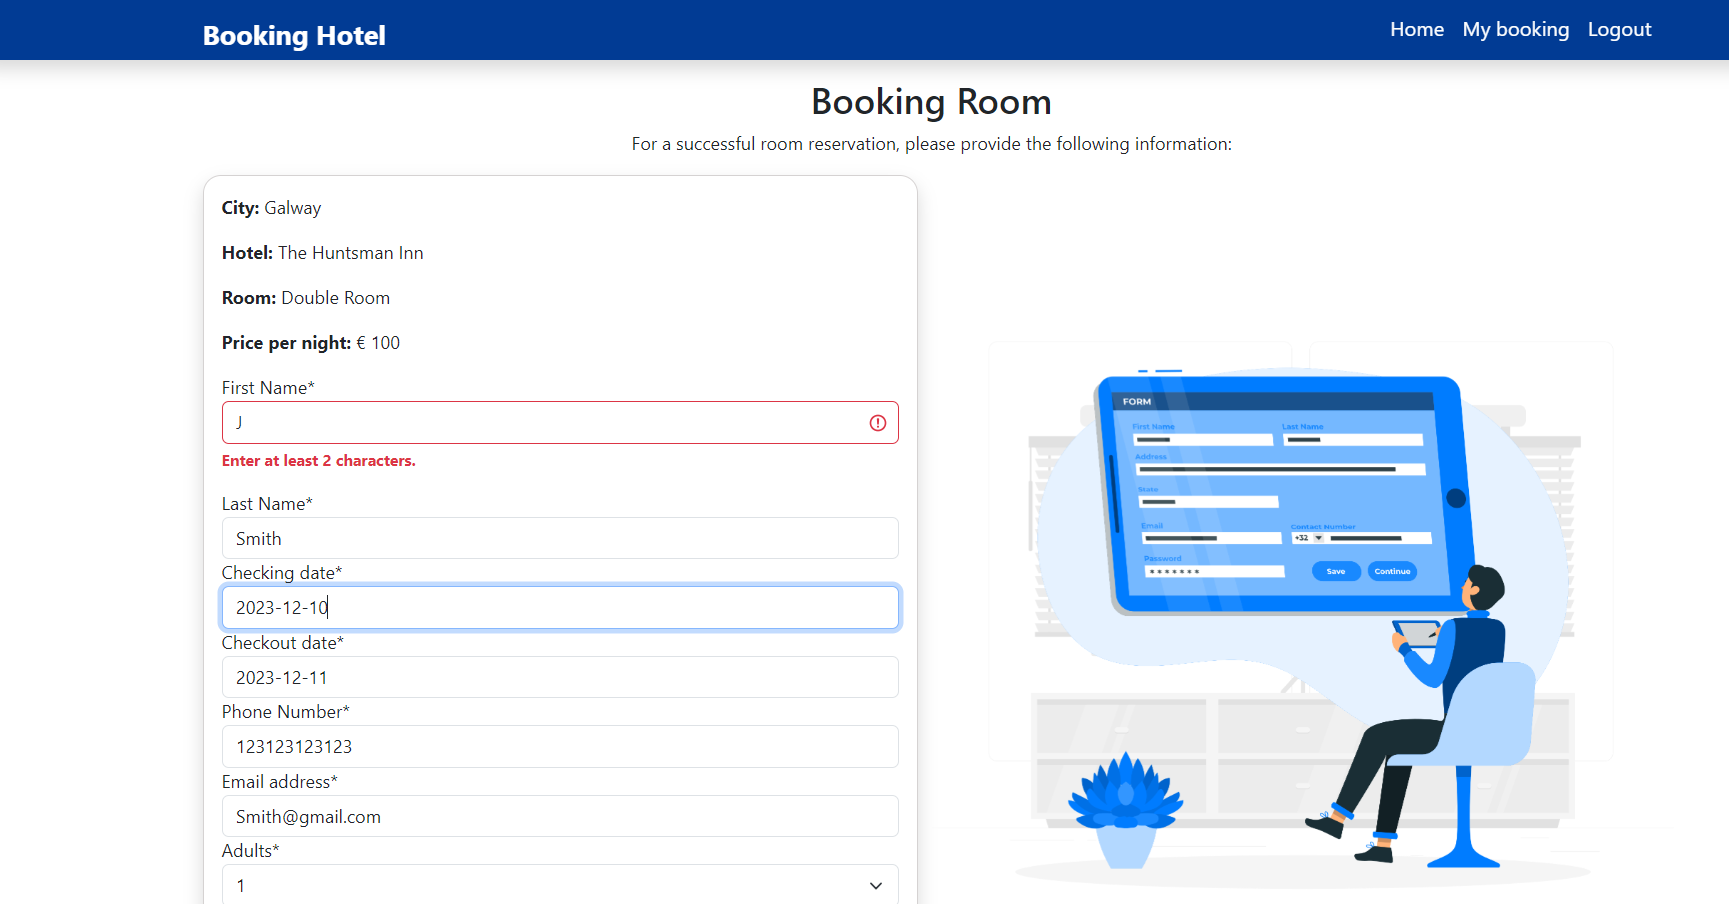 Booking Hotel
Home My booking Logout
Booking Room
For a successful room reservation, please provide the following information:
City: Galway
Hotel: The Huntsman Inn
Room: Double Room
Price per night: € 100
First Name*
J
Enter at least 2 characters.
Last Name*
Smith
Checking date*
2023-12-10
Checkout date*
2023-12-11
Phone Number*
123123123123
Email address*
Smith@gmail.com
Adults*
1
FORM
First Name Last Name
Address
State
Email Contact Number
+32
Password
* * * * * * *
Save Continue